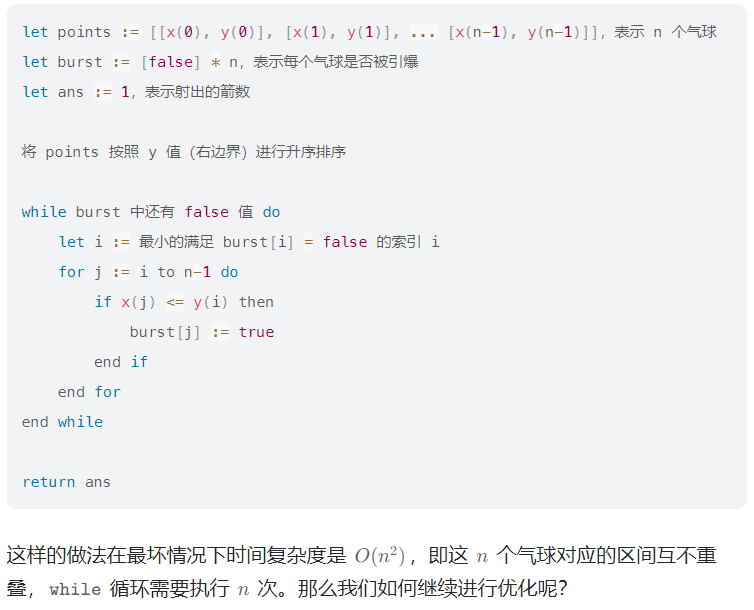 let points := [[x(0), y(0)], [x(1), y(1)], ... [x(n-1), y(n-1)]]，表示 n 个气球
let burst := [false] * n，表示每个气球是否被引爆
let ans := 1，表示射出的箭数
将 points 按照 y 值（右边界）进行升序排序
while burst 中还有 false 值 do
let i := 最小的满足 burst[i] = false 的索引 i
for j := i to n-1 do
if x(j) <= y(i) then
burst[j] := true
end if
end for
end while
return ans
这样的做法在最坏情况下时间复杂度是 O(n²)，即这 n 个气球对应的区间互不重
叠，while 循环需要执行 n 次。那么我们如何继续进行优化呢？